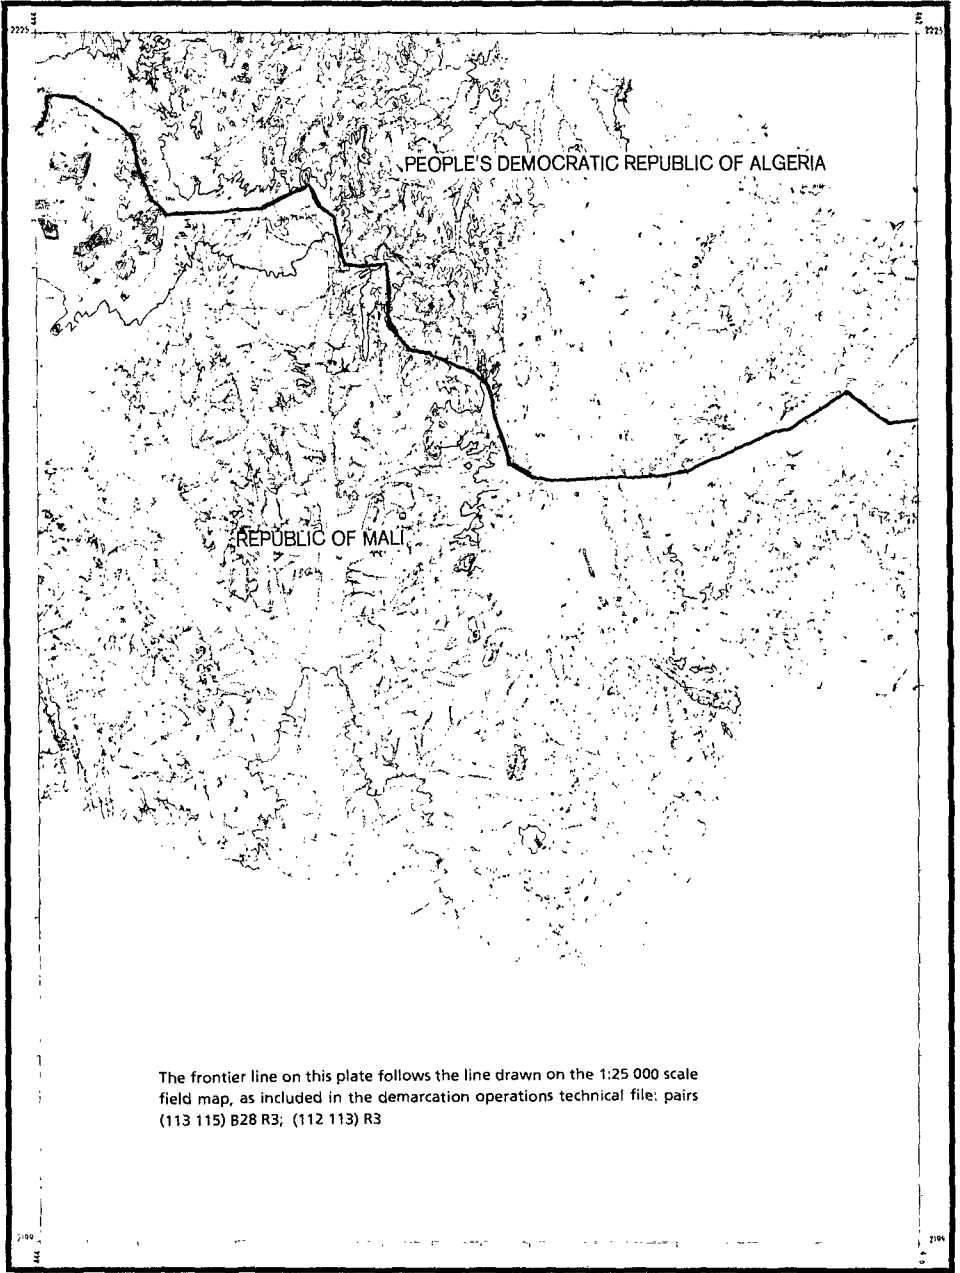 2225
2225
PEOPLE'S DEMOCRATIC REPUBLIC OF ALGERIA
REPUBLIC OF MALI
The frontier line on this plate follows the line drawn on the 1:25 000 scale
field map, as included in the demarcation operations technical file: pairs
(113 115) B28 R3; (112 113) R3